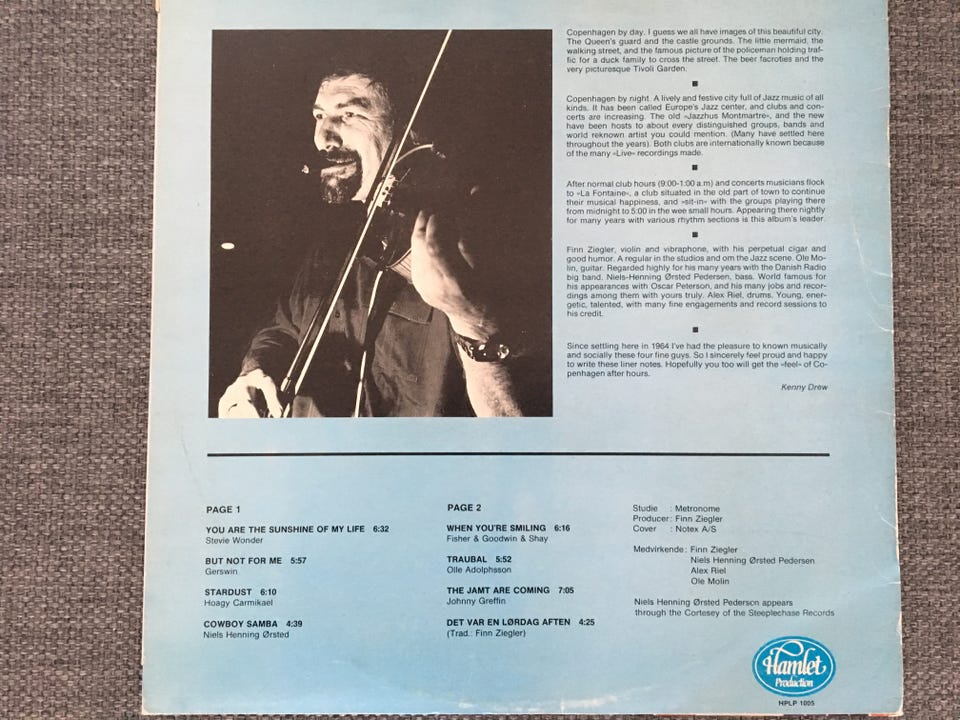 Copenhagen by day. I guess we all have images of this beautiful city.
The Queen's guard and the castle grounds. The little mermaid, the
walking street, and the famous picture of the policeman holding traf-
fic for a duck family to cross the street. The beer facroties and the
very picturesque Tivoli Garden.
Copenhagen by night. A lively and festive city full of Jazz music of all
kinds. It has been called Europe's Jazz center, and clubs and con-
certs are increasing. The old »Jazzhus Montmartre«, and the new
have been hosts to about every distinguished groups, bands and
world reknown artist you could mention. (Many have settled here
throughout the years). Both clubs are internationally known because
of the many »Live« recordings made.
After normal club hours (9:00-1:00 a.m) and concerts musicians flock
to »La Fontaine«, a club situated in the old part of town to continue
their musical happiness, and »sit-in« with the groups playing there
from midnight to 5:00 in the wee small hours. Appearing there nightly
for many years with various rhythm sections is this album's leader.
Finn Ziegler, violin and vibraphone, with his perpetual cigar and
good humor. A regular in the studios and om the Jazz scene. Ole Mo-
lin, guitar. Regarded highly for his many years with the Danish Radio
big band. Niels-Henning Ørsted Pedersen, bass. World famous for
his appearances with Oscar Peterson, and his many jobs and recor-
dings among them with yours truly. Alex Riel, drums. Young, ener-
getic, talented, with many fine engagements and record sessions to
his credit.
Since settling here in 1964 I've had the pleasure to known musically
and socially these four fine guys. So I sincerely feel proud and happy
to write these liner notes. Hopefully you too will get the »feel« of Co-
penhagen after hours.
Kenny Drew
PAGE 1
YOU ARE THE SUNSHINE OF MY LIFE 6:32
Stevie Wonder
BUT NOT FOR ME 5:57
Gerswin
STARDUST 6:10
Hoagy Carmikael
COWBOY SAMBA 4:39
Niels Henning Ørsted
PAGE 2
WHEN YOU'RE SMILING 6:16
Fisher & Goodwin & Shay
TRAUBAL 5:52
Olle Adolphsson
THE JAMT ARE COMING 7:05
Johnny Greffin
DET VAR EN LØRDAG AFTEN 4:25
(Trad.: Finn Ziegler)
Studie : Metronome
Producer : Finn Ziegler
Cover : Notex A/S
Medvirkende : Finn Ziegler
Niels Henning Ørsted Pedersen
Alex Riel
Ole Molin
Niels Henning Ørsted Pederson appears
through the Cortesey of the Steeplechase Records
Hamlet
Production
HPLP 1005